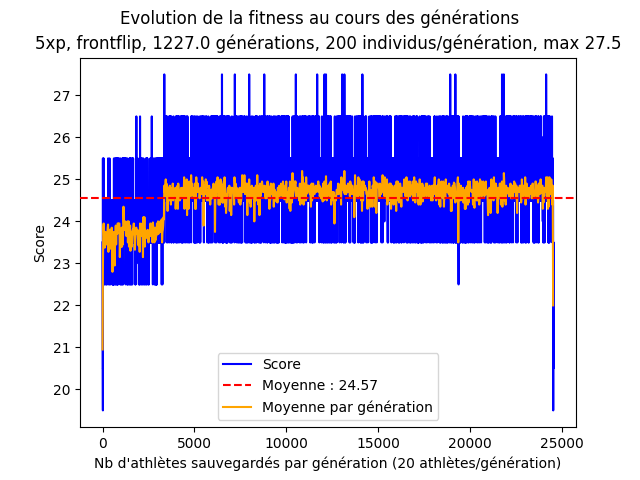 Evolution de la fitness au cours des générations
5xp, frontflip, 1227.0 générations, 200 individus/génération, max 27.5
27
26
25
24
23
22
21
20
Score
Score
Moyenne : 24.57
Moyenne par génération
0 5000 10000 15000 20000 25000
Nb d'athlètes sauvegardés par génération (20 athlètes/génération)